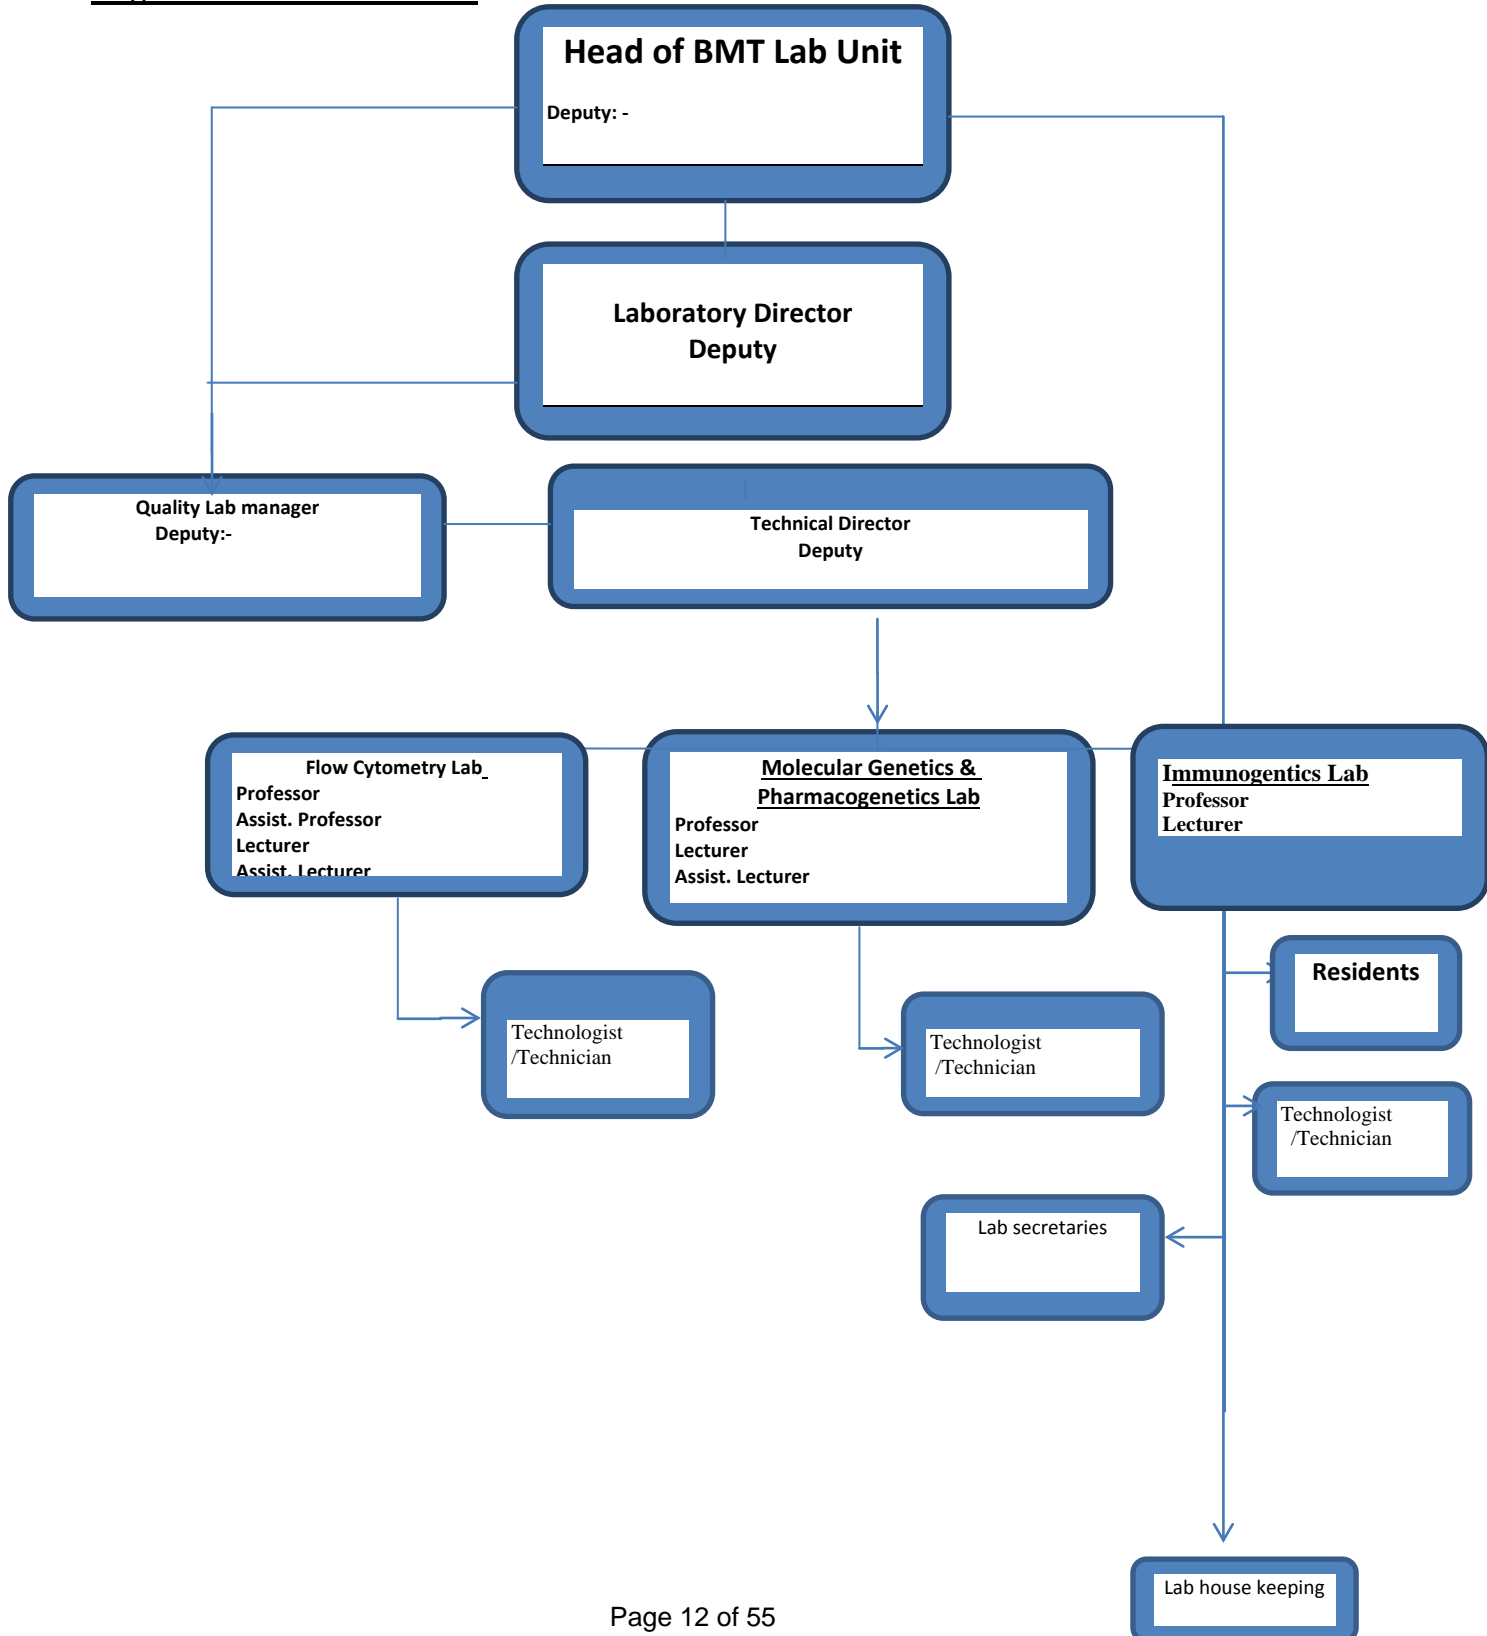 Head of BMT Lab Unit
Deputy: -
Laboratory Director
Deputy
Quality Lab manager
Deputy:-
Technical Director
Deputy
Flow Cytometry Lab
Professor
Assist. Professor
Lecturer
Assist. Lecturer
Molecular Genetics &
Pharmacogenetics Lab
Professor
Lecturer
Assist. Lecturer
Immunogentics Lab
Professor
Lecturer
Residents
Technologist
/Technician
Technologist
/Technician
Technologist
/Technician
Lab secretaries
Lab house keeping
Page 12 of 55